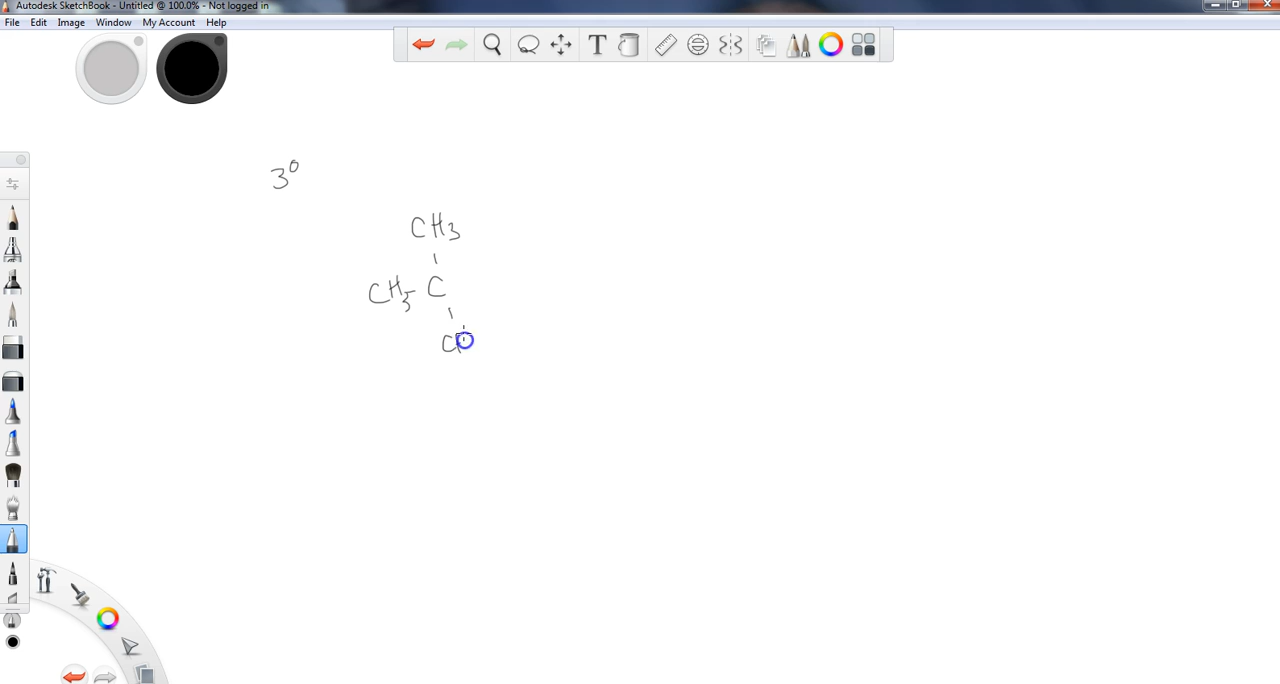 Autodesk SketchBook - Untitled @ 100.0% - Not logged in
File Edit Image Window My Account Help
T
3°
CH3
CH3 - C
C